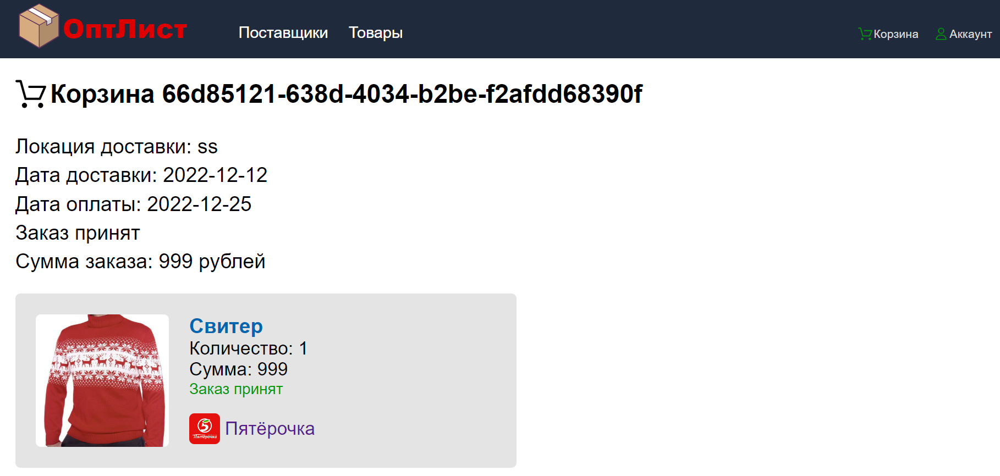 ОптЛист
Поставщики Товары
Корзина Аккаунт
Корзина 66d85121-638d-4034-b2be-f2afdd68390f
Локация доставки: ss
Дата доставки: 2022-12-12
Дата оплаты: 2022-12-25
Заказ принят
Сумма заказа: 999 рублей
Свитер
Количество: 1
Сумма: 999
Заказ принят
5
Пятёрочка
Пятёрочка